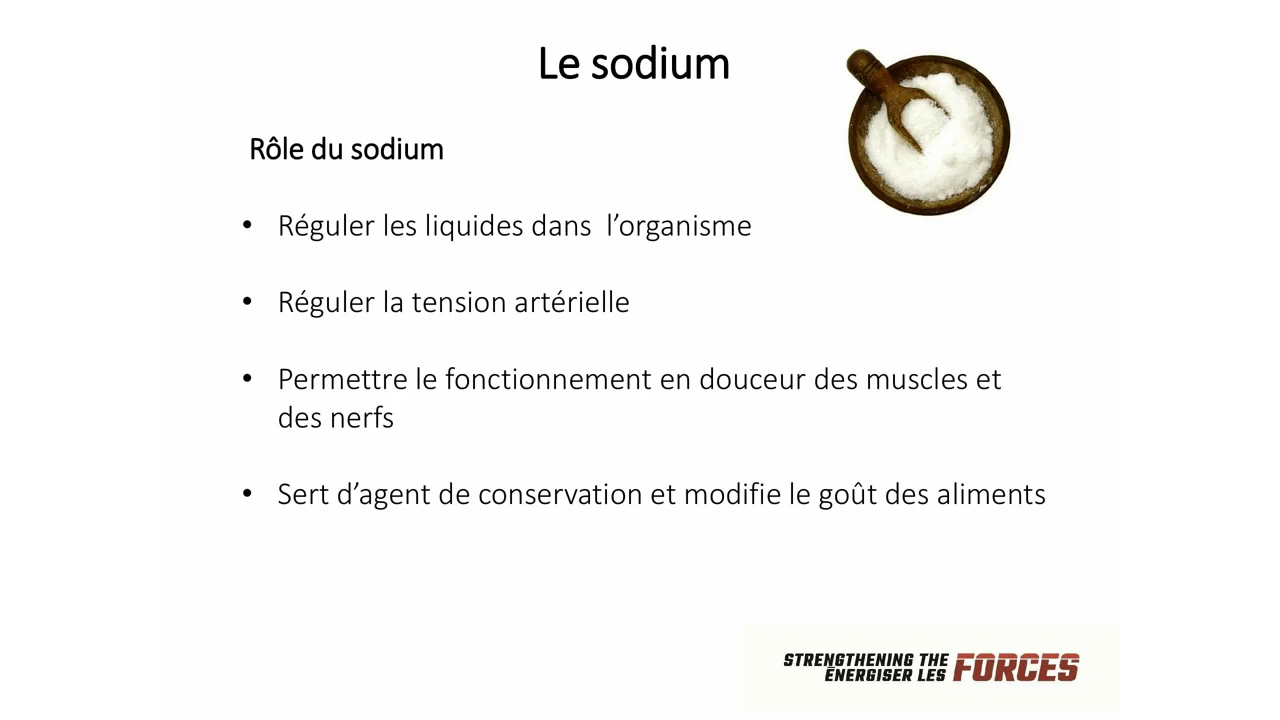 Le sodium
Rôle du sodium
• Réguler les liquides dans  l’organisme
• Réguler la tension artérielle
• Permettre le fonctionnement en douceur des muscles et
des nerfs
• Sert d’agent de conservation et modifie le goût des aliments
STRENGTHENING THE
ÉNERGISER LES FORCES